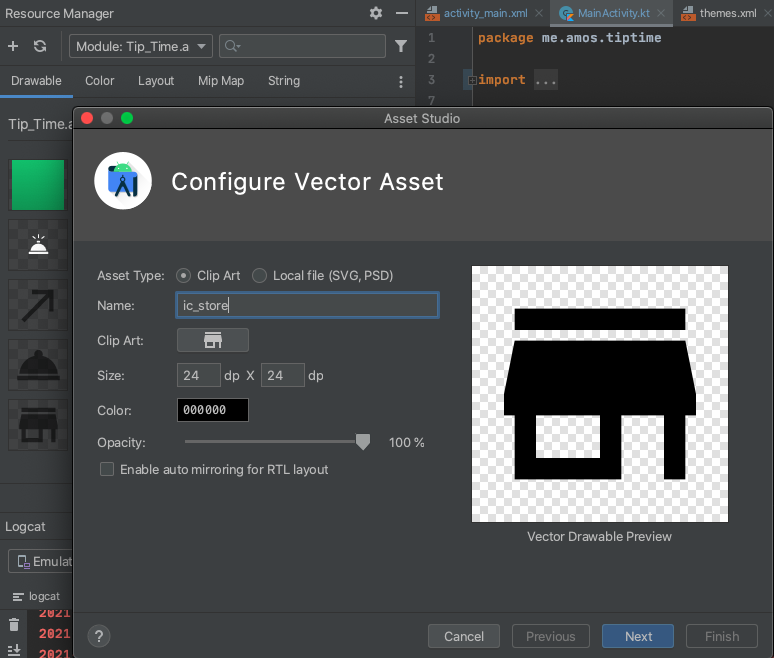 Resource Manager
activity_main.xml
MainActivity.kt
themes.xml
Module: Tip_Time.a
1
package me.amos.tiptime
2
Drawable
Color
Layout
Mip Map
String
3
import ...
7
Tip_Time.a
Asset Studio
Configure Vector Asset
Asset Type:
Clip Art
Local file (SVG, PSD)
Name:
ic_store
Clip Art:
Size:
24
dp
X
24
dp
Color:
000000
Opacity:
100 %
Enable auto mirroring for RTL layout
Vector Drawable Preview
Logcat
Emulat
logcat
2021
2021
2021
?
Cancel
Previous
Next
Finish